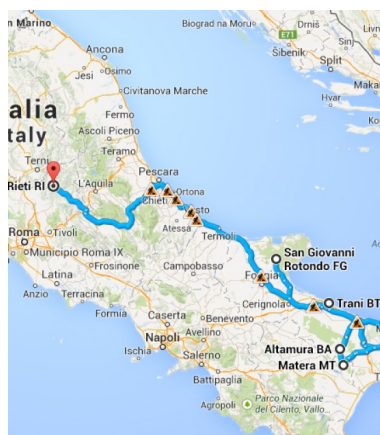 n Marino
Biograd na Moru
Drniš
E71
Sinj
Šibenik
Split
Ancona
Jesi
Osimo
Civitanova Marche
Hvar
Fermo
alia
Ascoli Piceno
taly
Teramo
Terni
Pescara
Rieti RI
L'Aquila
Ortona
Chieti
sto
Atessa
Roma
Tivoli
Termoli
Municipio Roma IX
San Giovanni
Rotondo FG
Frosinone
Campobasso
Latina
Foggia
Anzio
Terracina
Cerignola
Trani BT
Formia
Caserta
Benevento
Napoli
Avellino
Altamura BA
Ischia
Salerno
Matera MT
Battipaglia
Agropoli
Parco Nazionale
del Cilento, Vallo...